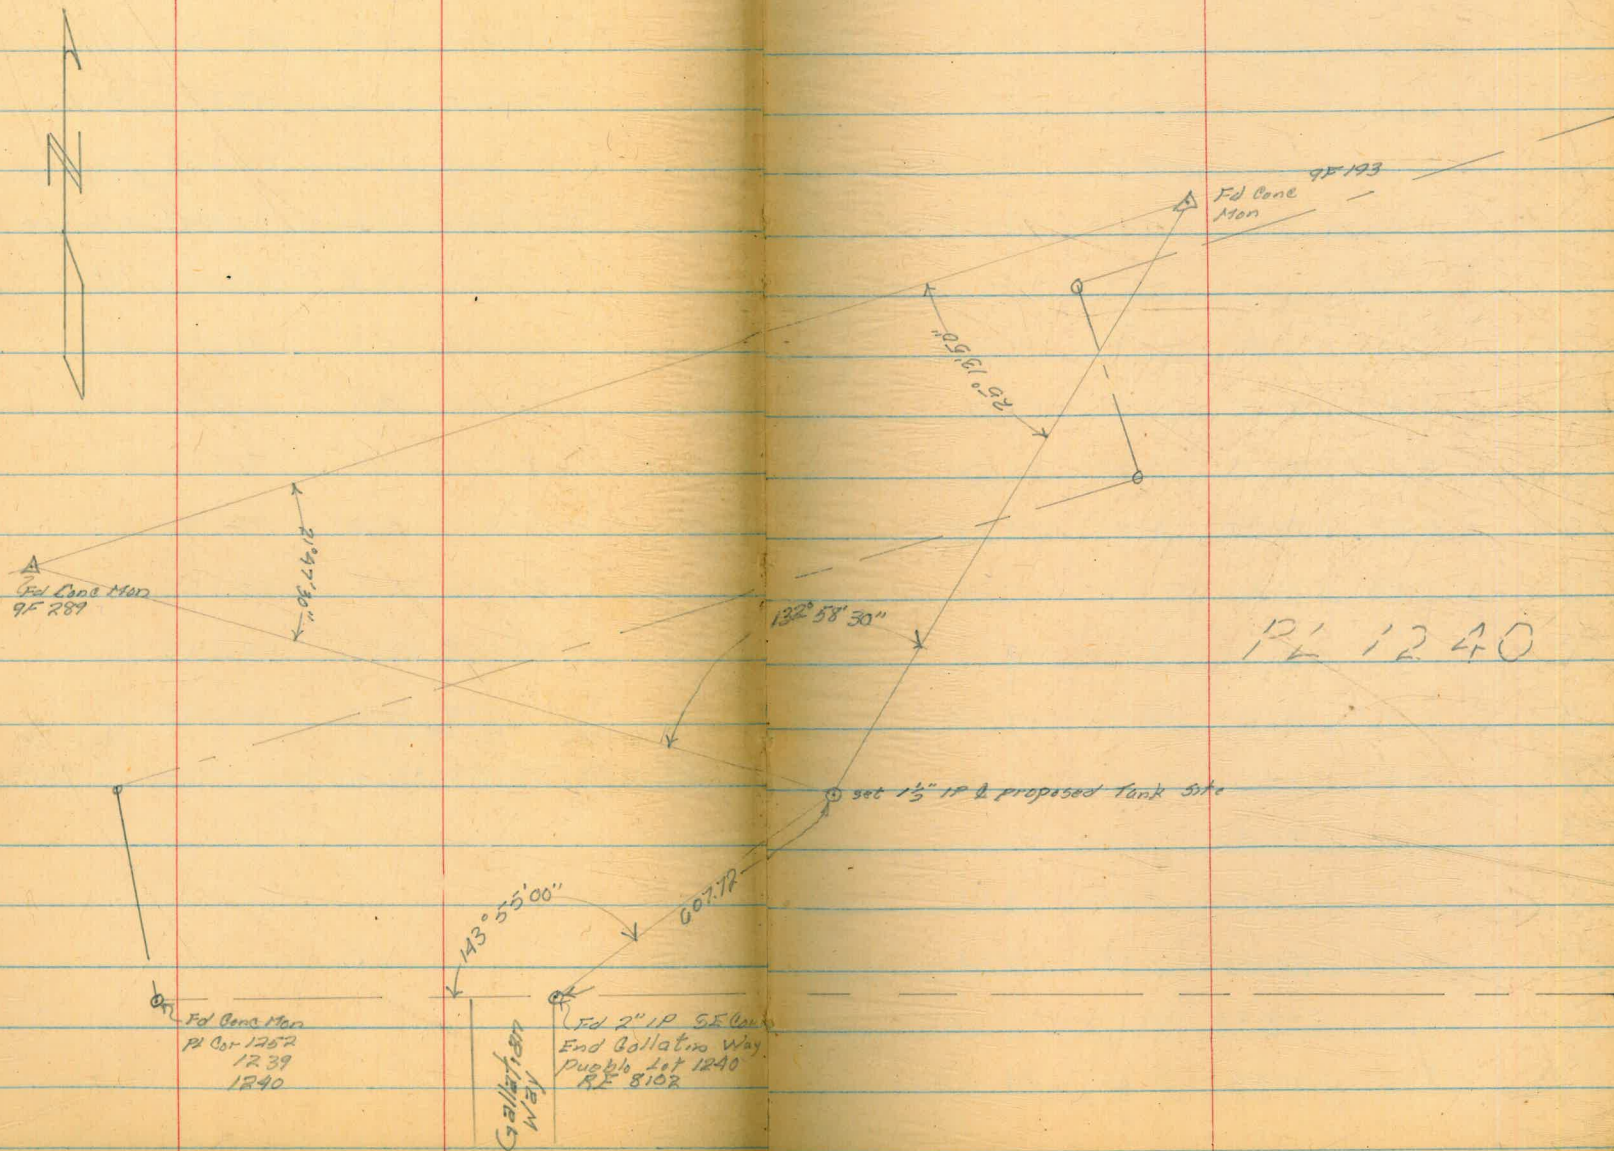 N
9F 193
Fd Conc
Mon
25° 13' 50"
21° 47' 30"
Fd Conc Mon
9F 289
132° 58' 30"
PL 1240
set 1½" IP @ proposed Tank Site
143° 55' 00"
607.72
Fd Conc Mon
PL Cor 1252
1239
1240
Fd 2" IP SE Cor
End Gallatin Way
Pueblo Lot 1240
RF 8102
Gallatin
Way